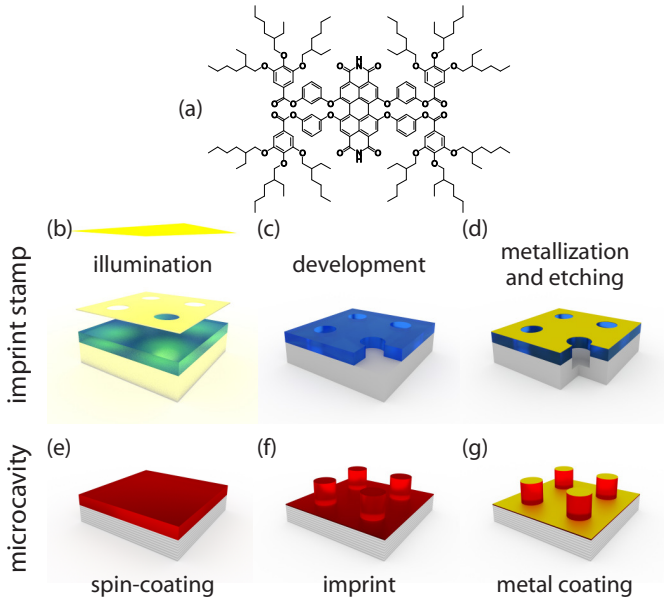 O O
O O O O
H
O N O
(a)
O O O O O O
O O O O O O
O N O
H
O O O O
O O
(b)
(c)
(d)
imprint stamp
illumination
development
metallization
and etching
(e)
(f)
(g)
microcavity
spin-coating
imprint
metal coating